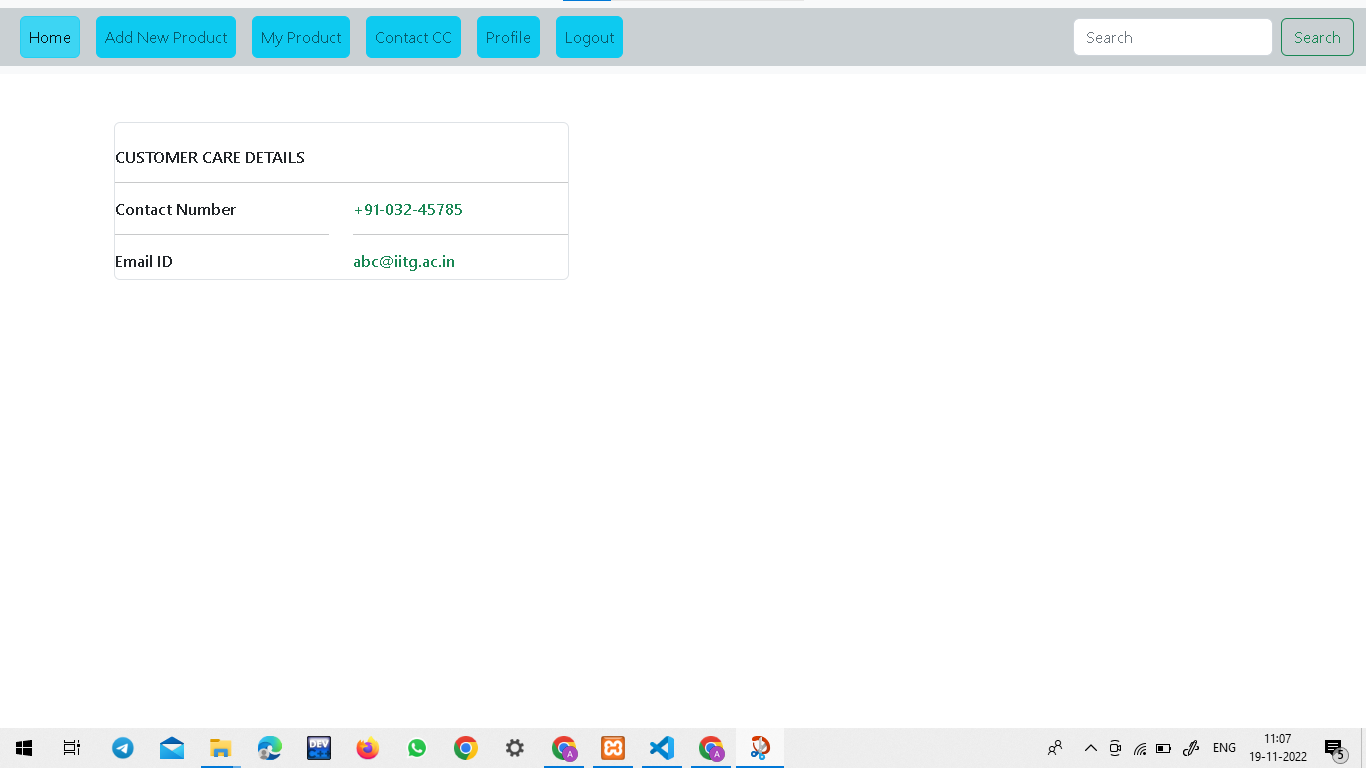 Home Add New Product My Product Contact CC Profile Logout Search Search
CUSTOMER CARE DETAILS
Contact Number +91-032-45785
Email ID abc@iitg.ac.in
DEV
A
A
ENG
11:07
19-11-2022
5